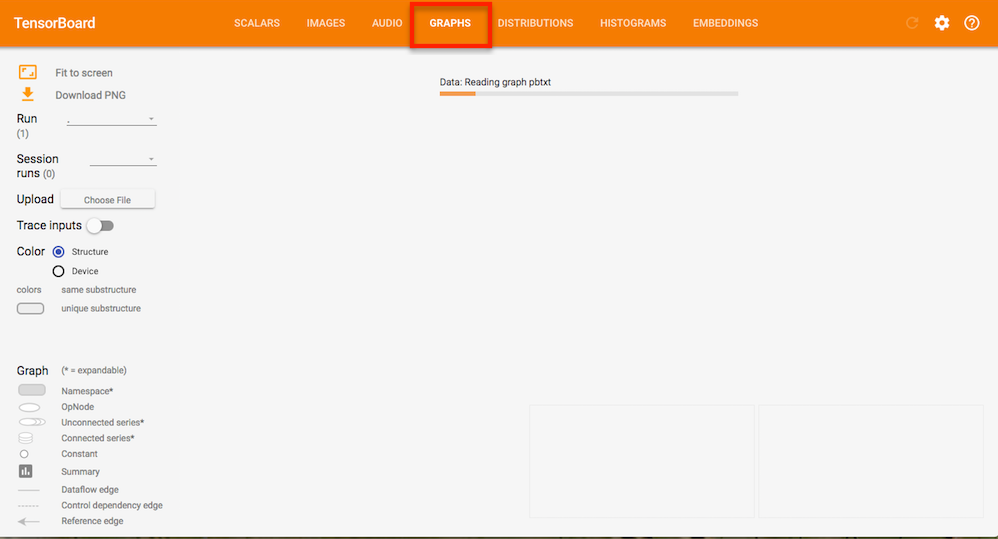 TensorBoard SCALARS IMAGES AUDIO GRAPHS DISTRIBUTIONS HISTOGRAMS EMBEDDINGS
Fit to screen
Download PNG
Run
(1)
.
Session
runs (0)
Upload Choose File
Trace inputs
Color Structure
Device
colors same substructure
unique substructure
Graph (* = expandable)
Namespace*
OpNode
Unconnected series*
Connected series*
Constant
Summary
Dataflow edge
Control dependency edge
Reference edge
Data: Reading graph pbtxt